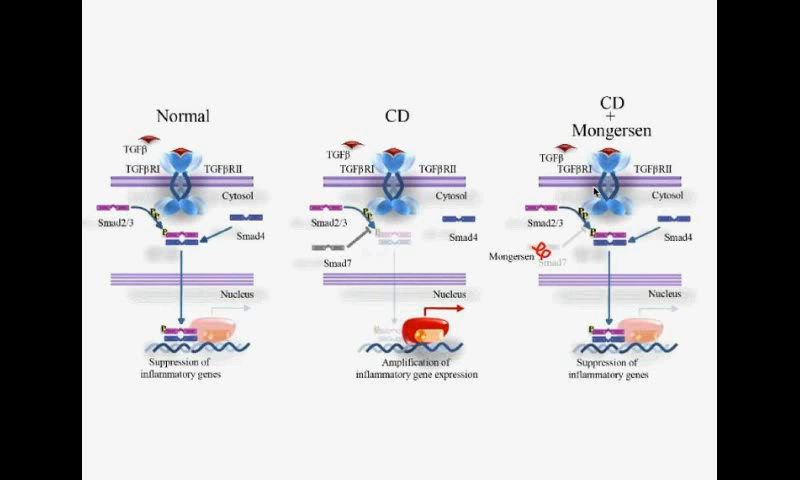 Normal
TGFβ
TGFβRI
TGFβRII
Cytosol
P
P
Smad2/3
P
Smad4
Nucleus
P
Suppression of
inflammatory genes
CD
TGFβ
TGFβRI
TGFβRII
Cytosol
P
P
Smad2/3
P
Smad4
Smad7
Nucleus
P
Amplification of
inflammatory gene expression
CD
+
Mongersen
TGFβ
TGFβRI
TGFβRII
Cytosol
P
P
Smad2/3
P
Smad4
Mongersen
Smad7
Nucleus
P
Suppression of
inflammatory genes